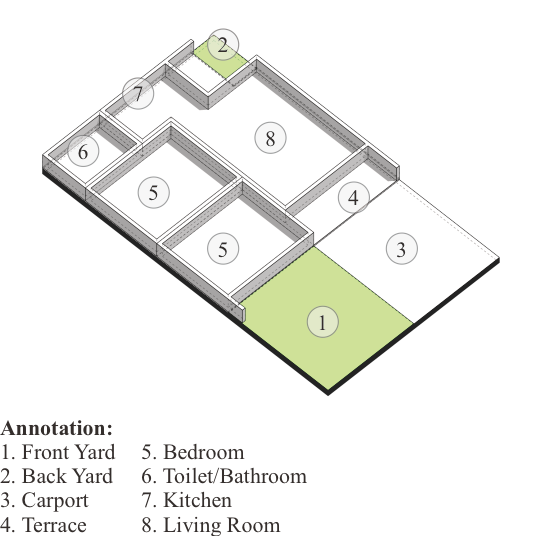 2
7
8
6
5
4
5
3
1
Annotation:
1. Front Yard 5. Bedroom
2. Back Yard 6. Toilet/Bathroom
3. Carport 7. Kitchen
4. Terrace 8. Living Room